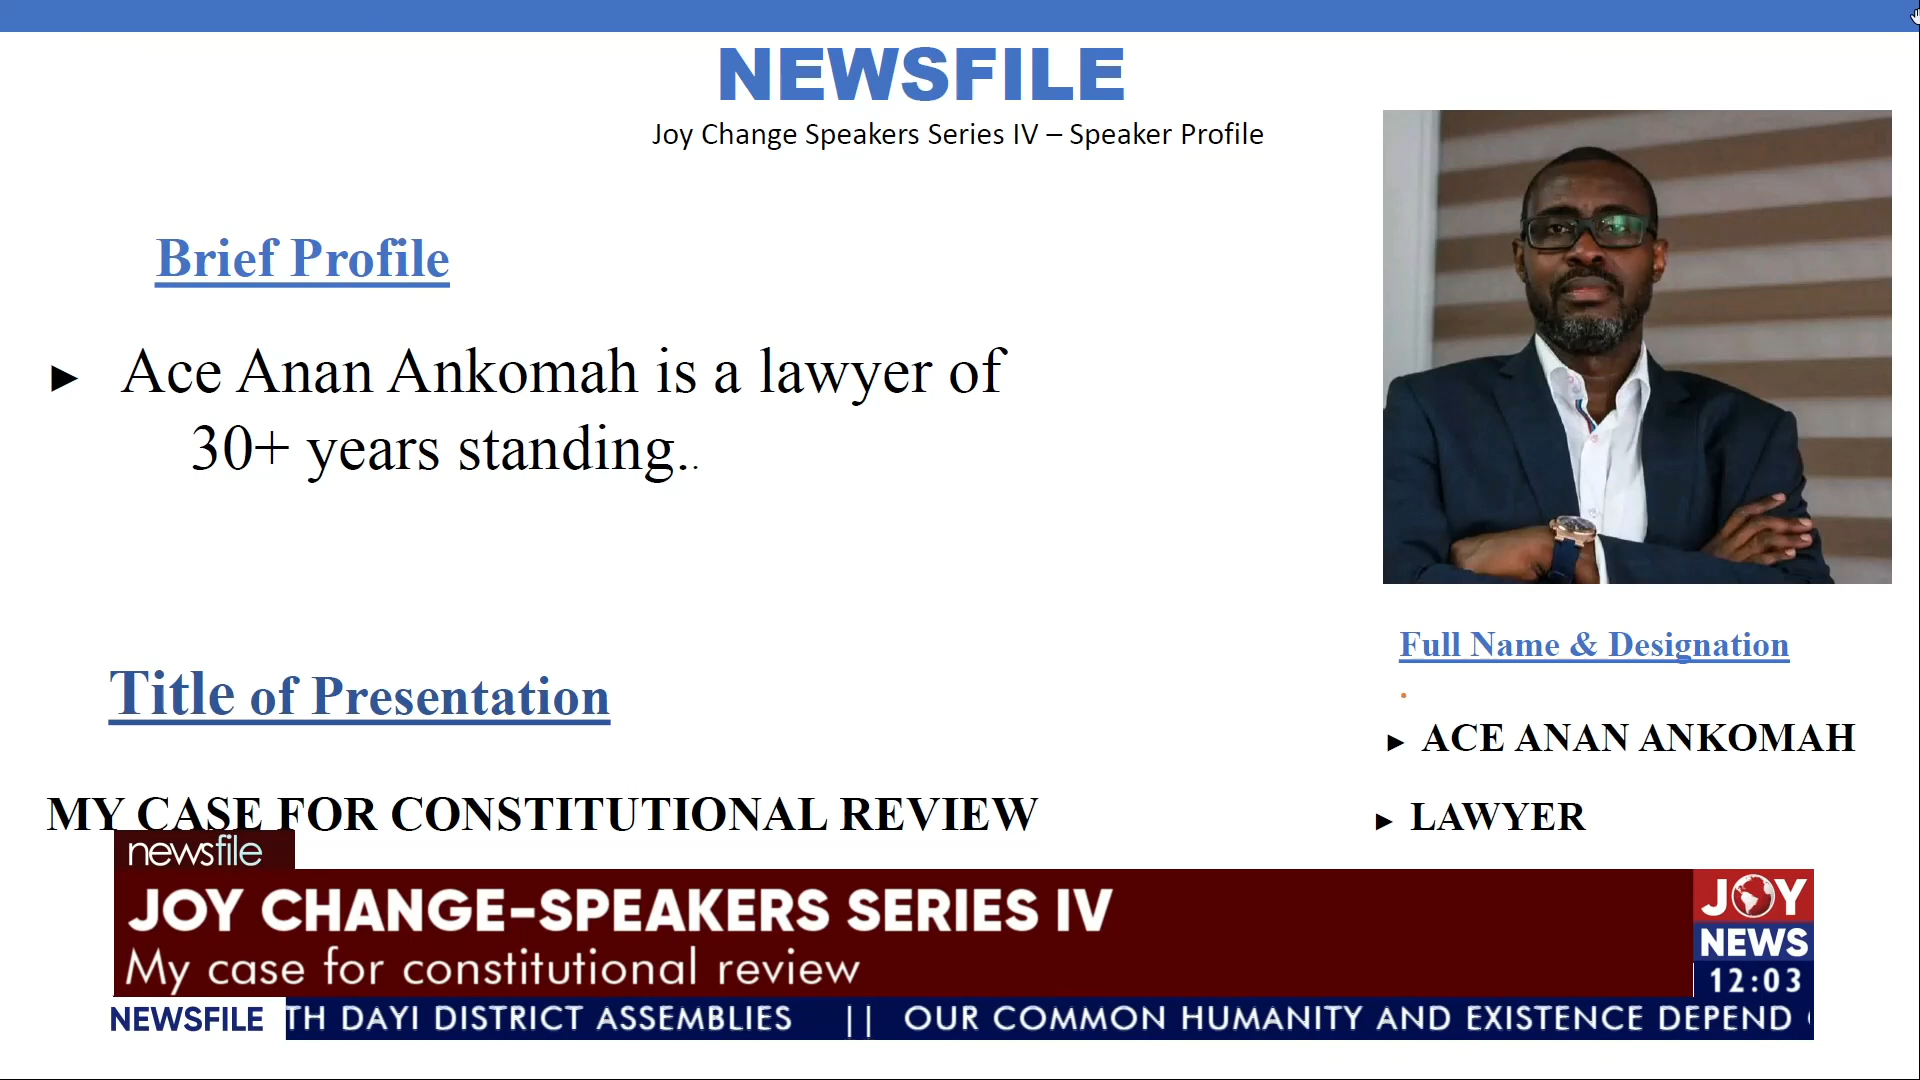 NEWSFILE
Joy Change Speakers Series IV – Speaker Profile
Brief Profile
► Ace Anan Ankomah is a lawyer of
30+ years standing..
Full Name & Designation
► ACE ANAN ANKOMAH
► LAWYER
Title of Presentation
MY CASE FOR CONSTITUTIONAL REVIEW
newsfile
JOY CHANGE-SPEAKERS SERIES IV
My case for constitutional review
JOY
NEWS
12:03
NEWSFILE TH DAYI DISTRICT ASSEMBLIES || OUR COMMON HUMANITY AND EXISTENCE DEPEND